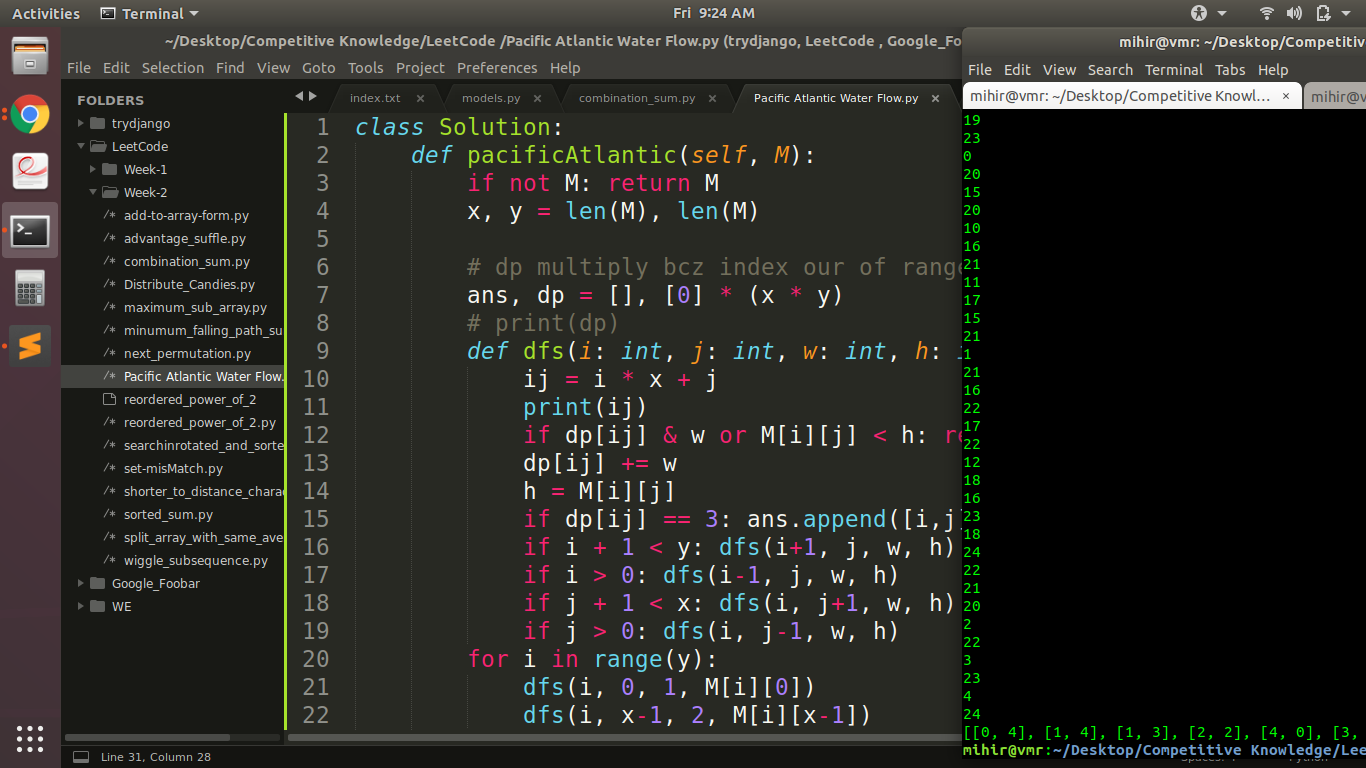 Activities Terminal Fri 9:24 AM
~/Desktop/Competitive Knowledge/LeetCode /Pacific Atlantic Water Flow.py (trydjango, LeetCode , Google_Fo
File Edit Selection Find View Goto Tools Project Preferences Help
FOLDERS
trydjango
LeetCode
Week-1
Week-2
/* add-to-array-form.py
/* advantage_suffle.py
/* combination_sum.py
/* Distribute_Candies.py
/* maximum_sub_array.py
/* minumum_falling_path_su
/* next_permutation.py
/* Pacific Atlantic Water Flow.
reordered_power_of_2
/* reordered_power_of_2.py
/* searchinrotated_and_sorte
/* set-misMatch.py
/* shorter_to_distance_chara
/* sorted_sum.py
/* split_array_with_same_ave
/* wiggle_subsequence.py
Google_Foobar
WE
index.txt × models.py × combination_sum.py × Pacific Atlantic Water Flow.py ×
1 class Solution:
2 def pacificAtlantic(self, M):
3 if not M: return M
4 x, y = len(M), len(M)
5
6 # dp multiply bcz index our of range
7 ans, dp = [], [0] * (x * y)
8 # print(dp)
9 def dfs(i: int, j: int, w: int, h: i
10 ij = i * x + j
11 print(ij)
12 if dp[ij] & w or M[i][j] < h: re
13 dp[ij] += w
14 h = M[i][j]
15 if dp[ij] == 3: ans.append([i,j
16 if i + 1 < y: dfs(i+1, j, w, h)
17 if i > 0: dfs(i-1, j, w, h)
18 if j + 1 < x: dfs(i, j+1, w, h)
19 if j > 0: dfs(i, j-1, w, h)
20 for i in range(y):
21 dfs(i, 0, 1, M[i][0])
22 dfs(i, x-1, 2, M[i][x-1])
Line 31, Column 28
mihir@vmr: ~/Desktop/Competitiv
File Edit View Search Terminal Tabs Help
mihir@vmr: ~/Desktop/Competitive Knowl... × mihir@v
19
23
0
20
15
20
10
16
21
11
17
15
21
1
21
16
22
17
22
12
18
16
23
18
24
22
21
20
2
22
3
23
4
24
[[0, 4], [1, 4], [1, 3], [2, 2], [4, 0], [3,
mihir@vmr:~/Desktop/Competitive Knowledge/Lee